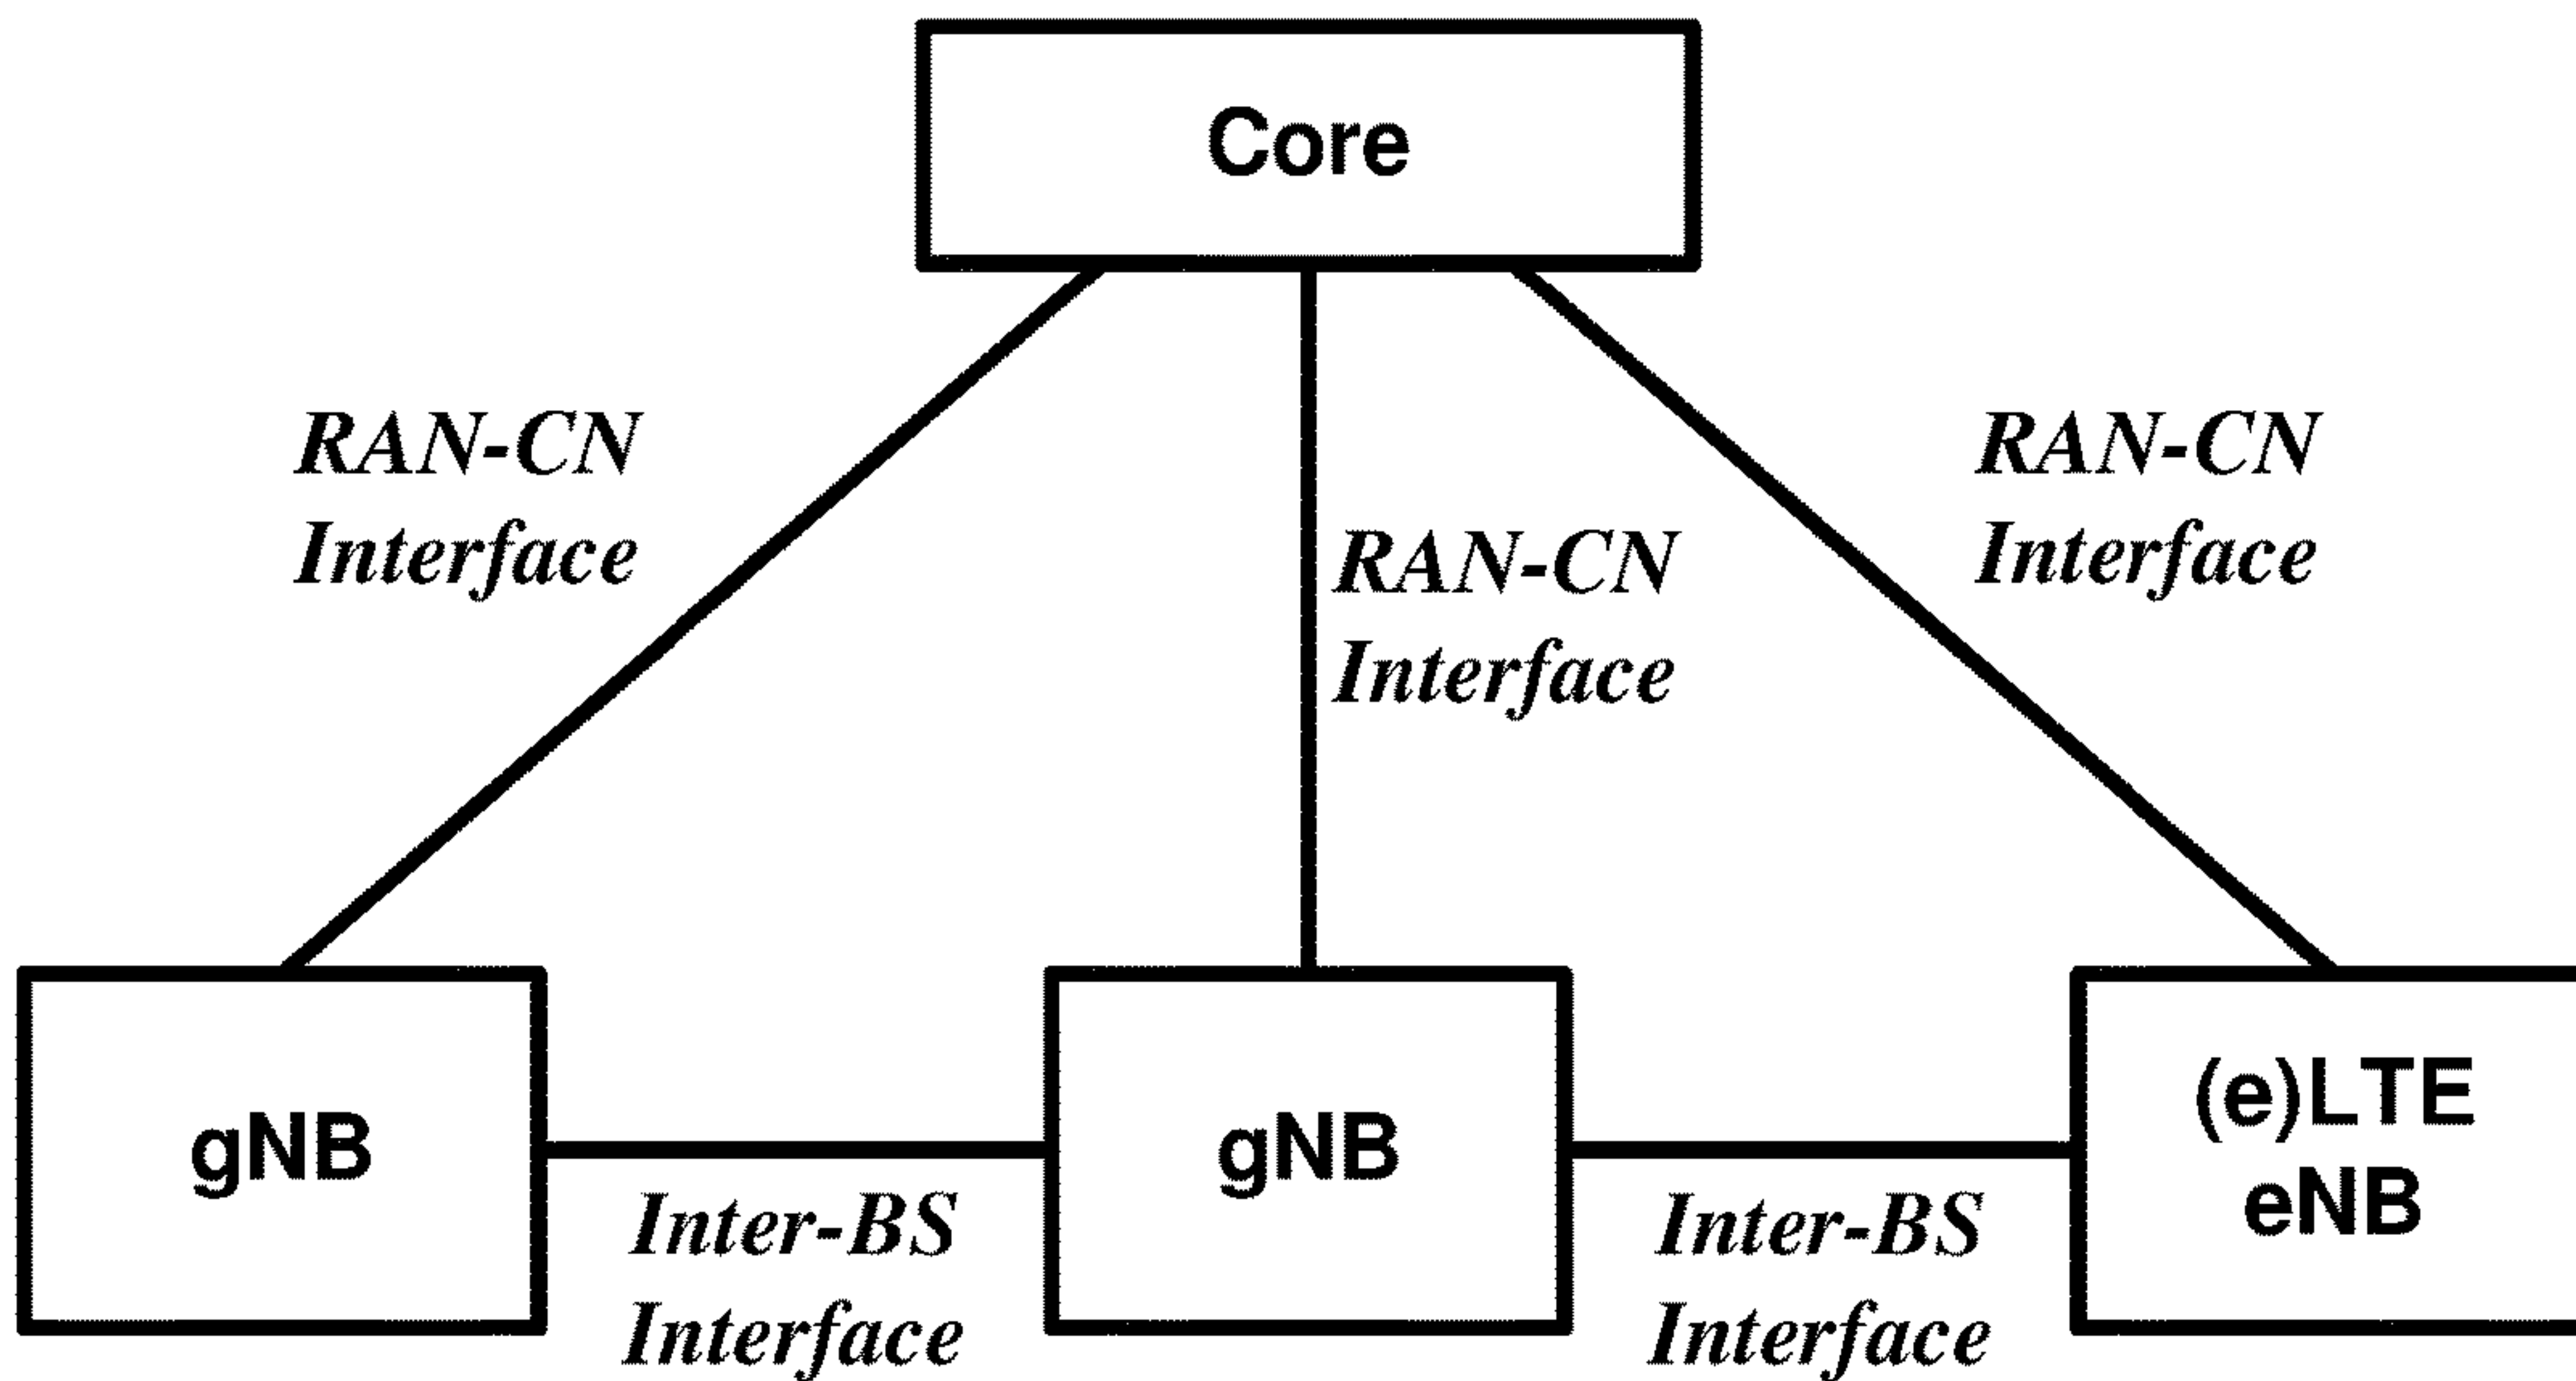 Core
RAN-CN
Interface
RAN-CN
Interface
RAN-CN
Interface
gNB
Inter-BS
Interface
gNB
Inter-BS
Interface
(e)LTE
eNB